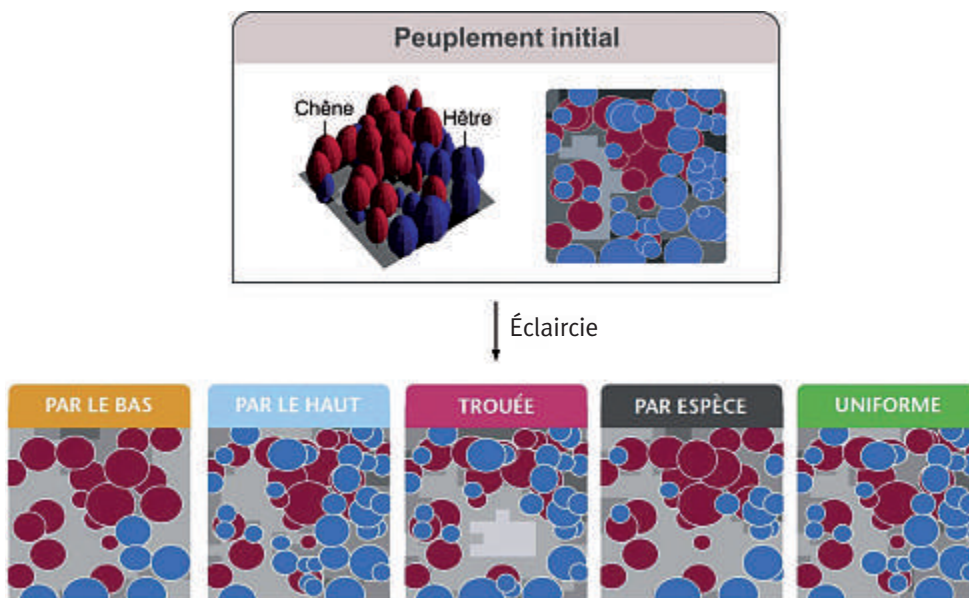 Peuplement initial
Chêne
Hêtre
Éclaircie
PAR LE BAS
PAR LE HAUT
TROUÉE
PAR ESPÈCE
UNIFORME